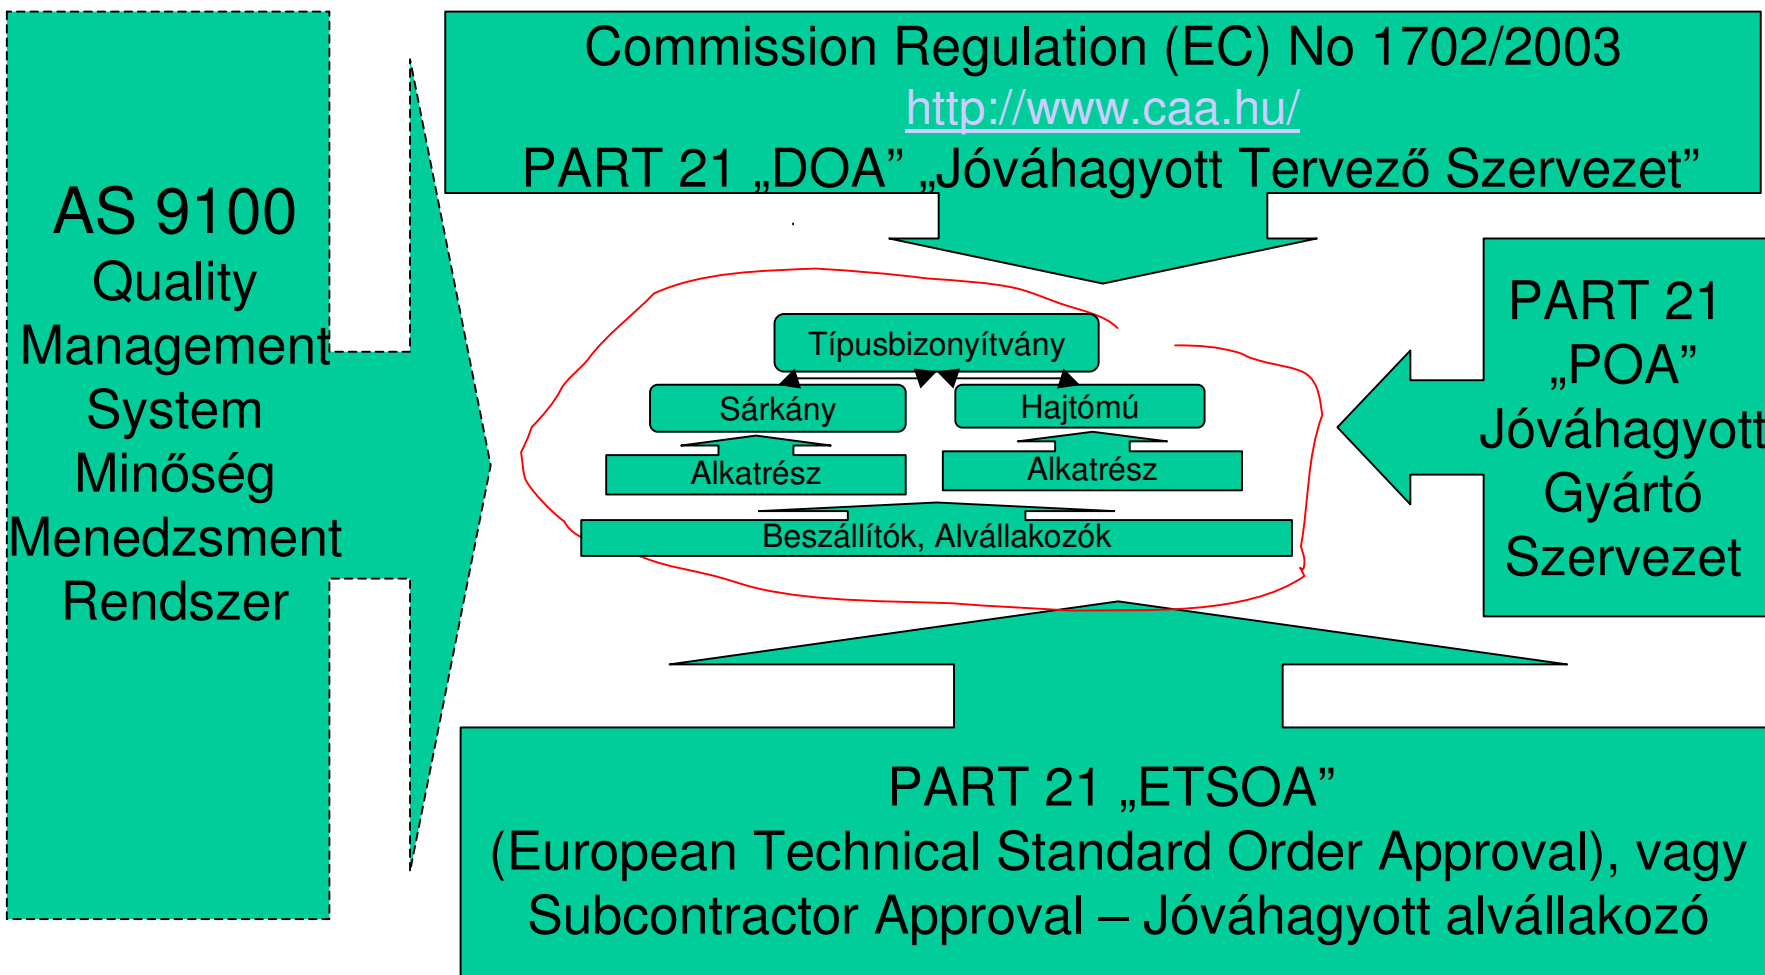 Commission Regulation (EC) No 1702/2003
http://www.caa.hu/
PART 21 „DOA” „Jóváhagyott Tervező Szervezet”
AS 9100
Quality
Management
System
Minőség
Menedzsment
Rendszer
Típusbizonyítvány
Sárkány
Hajtómú
Alkatrész
Alkatrész
Beszállítók, Alvállakozók
PART 21
„POA”
Jóváhagyott
Gyártó
Szervezet
PART 21 „ETSOA”
(European Technical Standard Order Approval), vagy
Subcontractor Approval – Jóváhagyott alvállakozó